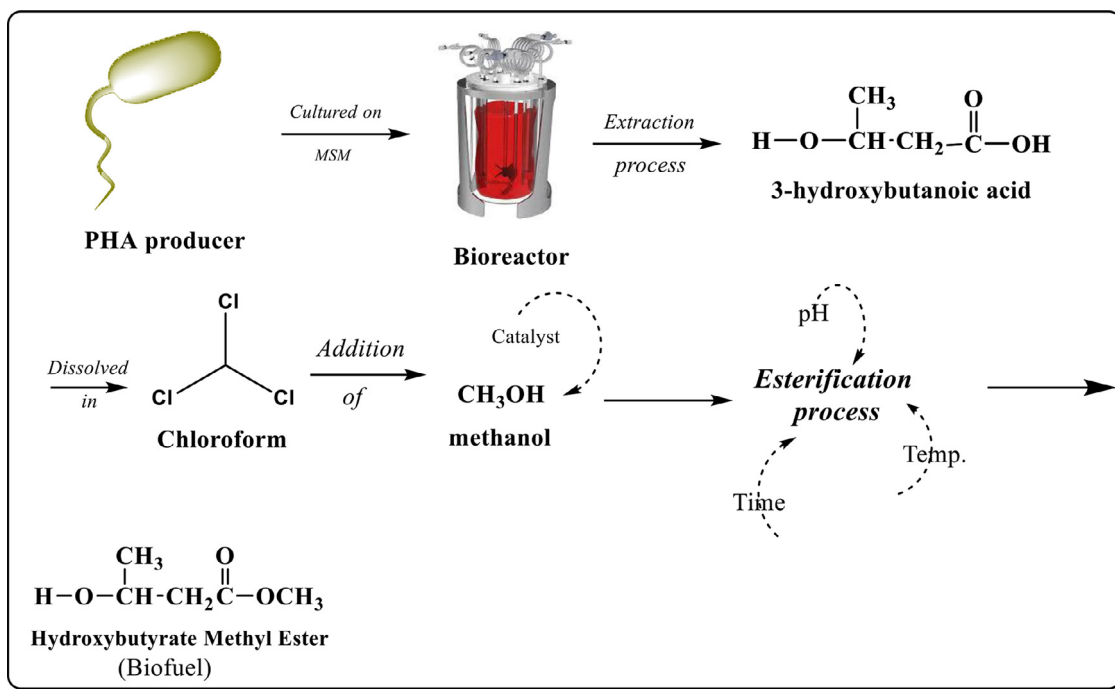 PHA producer
Cultured on
MSM
Bioreactor
Extraction
process
CH₃ O
H–O–CH-CH₂–C–OH
3-hydroxybutanoic acid
Dissolved
in
Cl
Cl Cl
Chloroform
Addition
of
Catalyst
CH₃OH
methanol
pH
Esterification
process
Temp.
Time
CH₃ O
H–O–CH-CH₂C–OCH₃
Hydroxybutyrate Methyl Ester
(Biofuel)